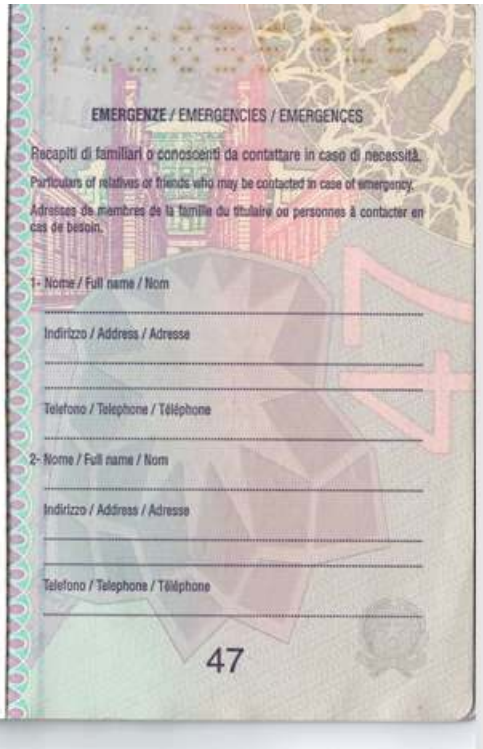 EMERGENZE / EMERGENCIES / EMERGENCES
Recapiti di familiari o conoscenti da contattare in caso di necessità.
Particulars of relatives or friends who may be contacted in case of emergency.
Adresses de membres de la famille du titulaire ou personnes à contacter en
cas de besoin.
1- Nome / Full name / Nom
Indirizzo / Address / Adresse
Telefono / Telephone / Téléphone
2- Nome / Full name / Nom
Indirizzo / Address / Adresse
Telefono / Telephone / Téléphone
47
47